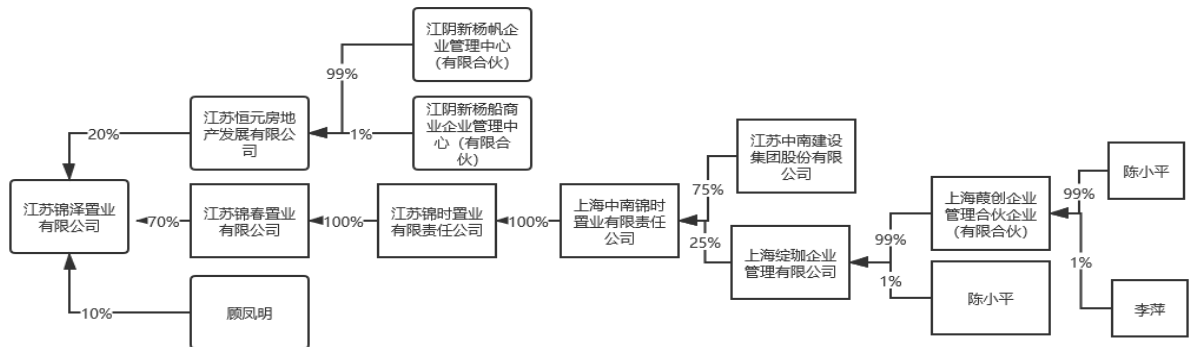 江阴新杨帆企
业管理中心
(有限合伙)
99%
江苏恒元房地
产发展有限公
司
20%
江阴新杨船商
业企业管理中
心（有限合
伙）
1%
江苏中南建设
集团股份有限
公司
75%
陈小平
99%
江苏锦泽置业
有限公司
70%
江苏锦春置业
有限公司
100%
江苏锦时置业
有限责任公司
100%
上海中南锦时
置业有限责任
公司
25%
上海绽珈企业
管理有限公司
99%
上海葭创企业
管理合伙企业
(有限合伙)
1%
陈小平
1%
李萍
10%
顾凤明